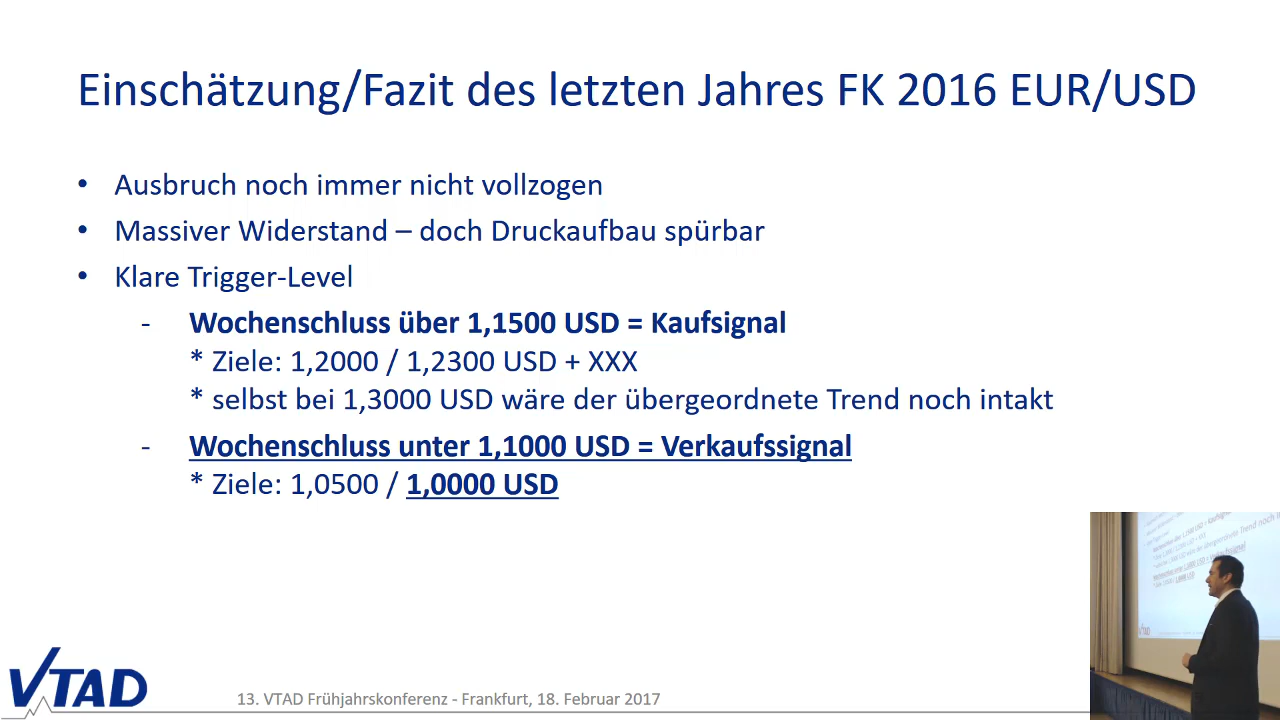 Einschätzung/Fazit des letzten Jahres FK 2016 EUR/USD
• Ausbruch noch immer nicht vollzogen
• Massiver Widerstand – doch Druckaufbau spürbar
• Klare Trigger-Level
- Wochenschluss über 1,1500 USD = Kaufsignal
* Ziele: 1,2000 / 1,2300 USD + XXX
* selbst bei 1,3000 USD wäre der übergeordnete Trend noch intakt
- Wochenschluss unter 1,1000 USD = Verkaufssignal
* Ziele: 1,0500 / 1,0000 USD
VTAD
13. VTAD Frühjahrskonferenz - Frankfurt, 18. Februar 2017